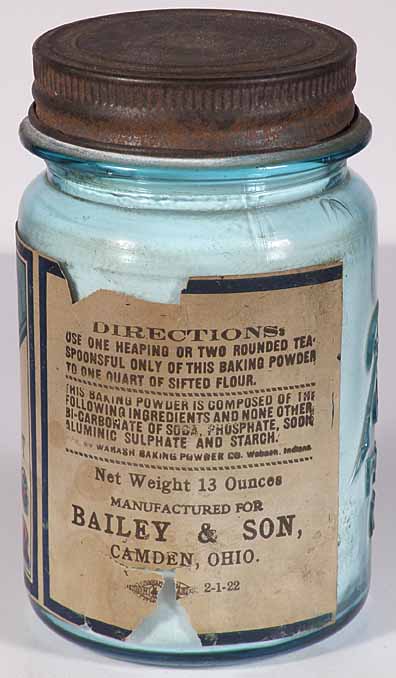 DIRECTIONS:
USE ONE HEAPING OR TWO ROUNDED TEA-
SPOONSFUL ONLY OF THIS BAKING POWDER
TO ONE QUART OF SIFTED FLOUR.
THIS BAKING POWDER IS COMPOSED OF THE
FOLLOWING INGREDIENTS AND NONE OTHER,
BI-CARBONATE OF SODA, PHOSPHATE, SODIC
ALUMINIC SULPHATE AND STARCH.
BY WABASH BAKING POWDER CO. Wabash, Indiana.
Net Weight 13 Ounces
MANUFACTURED FOR
BAILEY & SON,
CAMDEN, OHIO.
2-1-22